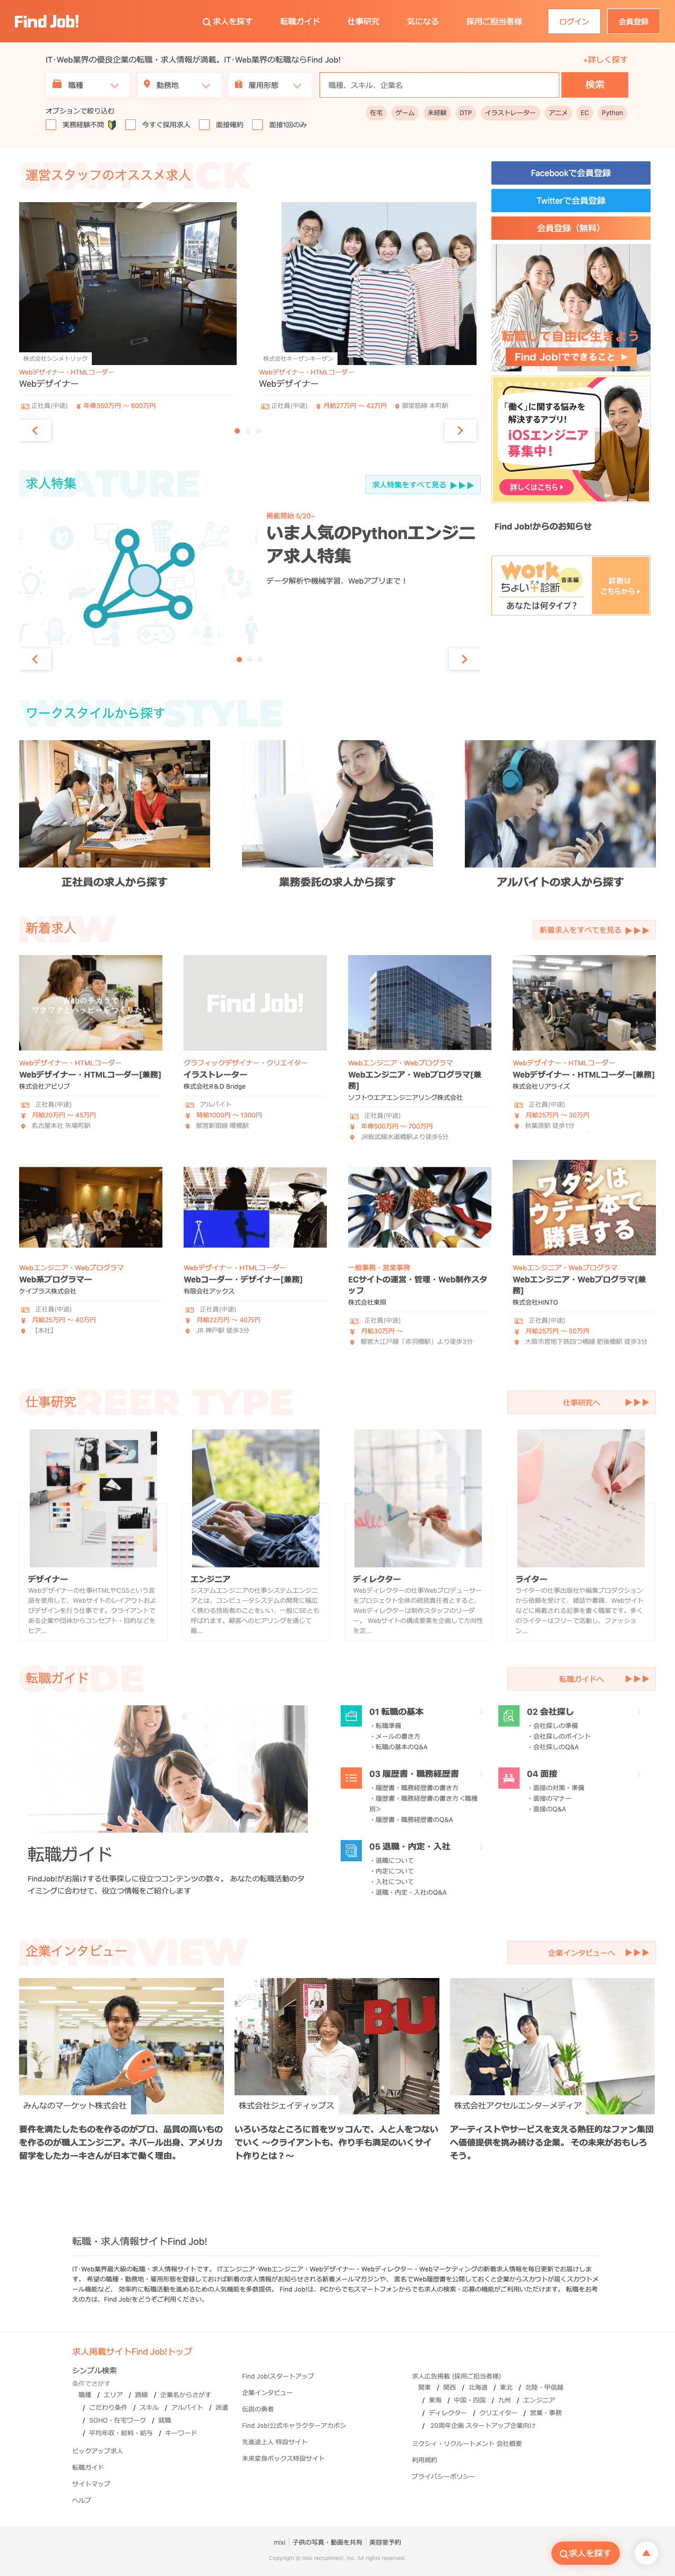 Find Job!
求人を探す 転職ガイド 仕事研究 気になる 採用ご担当者様 ログイン 会員登録
IT･Web業界の優良企業の転職・求人情報が満載。IT･Web業界の転職ならFind Job!
+詳しく探す
職種 勤務地 雇用形態 職種、スキル、企業名 検索
オプションで絞り込む
実務経験不問 今すぐ採用求人 面接確約 面接1回のみ
在宅 ゲーム 未経験 DTP イラストレーター アニメ EC Python
STAFF PICK
運営スタッフのオススメ求人
株式会社シンメトリック
Webデザイナー・HTMLコーダー
Webデザイナー
正社員(中途) 年俸350万円 〜 600万円
株式会社キーザンキーザン
Webデザイナー・HTMLコーダー
Webデザイナー
正社員(中途) 月給27万円 〜 42万円 御堂筋線 本町駅
Facebookで会員登録
Twitterで会員登録
会員登録（無料）
転職して自由に生きよう
Find Job!でできること
「働く」に関する悩みを
解決するアプリ!
iOSエンジニア
募集中！
詳しくはこちら
Find Job!からのお知らせ
Work
ちょい+診断
プラ
音楽編
あなたは何タイプ？
診断は
こちらから
FEATURE
求人特集
求人特集をすべて見る
掲載開始 5/20~
いま人気のPythonエンジニ
ア求人特集
データ解析や機械学習、Webアプリまで！
WORK STYLE
ワークスタイルから探す
正社員の求人から探す
業務委託の求人から探す
アルバイトの求人から探す
NEW
新着求人
新着求人をすべてを見る
Webのチカラで
ワクワクとハッピーをつくりたい
Webデザイナー・HTMLコーダー
Webデザイナー・HTMLコーダー[兼務]
株式会社アピリブ
正社員(中途)
月給20万円 〜 45万円
名古屋本社 矢場町駅
Find Job!
グラフィックデザイナー・クリエイター
イラストレーター
株式会社R＆D Bridge
アルバイト
時給1000円 〜 1300円
都営新宿線 曙橋駅
Webエンジニア・Webプログラマ
Webエンジニア・Webプログラマ[兼
務]
ソフトウエアエンジニアリング株式会社
正社員(中途)
年俸500万円 〜 700万円
JR総武線水道橋駅より徒歩5分
Webデザイナー・HTMLコーダー
Webデザイナー・HTMLコーダー[兼務]
株式会社リアライズ
正社員(中途)
月給25万円 〜 30万円
秋葉原駅 徒歩1分
Webエンジニア・Webプログラマ
Web系プログラマー
ケイプラス株式会社
正社員(中途)
月給25万円 〜 40万円
【本社】
Webデザイナー・HTMLコーダー
Webコーダー・デザイナー[兼務]
有限会社アックス
正社員(中途)
月給22万円 〜 40万円
JR 神戸駅 徒歩3分
一般事務・営業事務
ECサイトの運営・管理・Web制作スタ
ッフ
株式会社東照
正社員(中途)
月給30万円 〜
都営大江戸線「赤羽橋駅」より徒歩3分
ワタシは
ウデ一本で
勝負する
Webエンジニア・Webプログラマ
Webエンジニア・Webプログラマ[兼
務]
株式会社HINTO
正社員(中途)
月給25万円 〜 50万円
大阪市営地下鉄四つ橋線 肥後橋駅 徒歩3分
CAREER TYPE
仕事研究
仕事研究へ
デザイナー
Webデザイナーの仕事HTMLやCSSという言
語を使用して、Webサイトのレイアウトおよ
びデザインを行う仕事です。クライアントで
ある企業や団体からコンセプト・目的などを
ヒア...
エンジニア
システムエンジニアの仕事システムエンジニ
アとは、コンピュータシステムの開発に幅広
く携わる技術者のことをいい、一般にSEとも
呼ばれます。顧客へのヒアリングを通じて
最...
ディレクター
Webディレクターの仕事Webプロデューサー
をプロジェクト全体の統括責任者とすると、
Webディレクターは制作スタッフのリーダ
ー。 Webサイトの構成要素を企画して方向性
を定...
ライター
ライターの仕事出版社や編集プロダクション
から依頼を受けて、雑誌や書籍、Webサイト
などに掲載される記事を書く職業です。多く
のライターはフリーで活動し、ファッショ
ン...
GUIDE
転職ガイド
転職ガイドへ
転職ガイド
FindJob!がお届けする仕事探しに役立つコンテンツの数々。 あなたの転職活動のタ
イミングに合わせて、役立つ情報をご紹介します
01 転職の基本
・転職準備
・メールの書き方
・転職の基本のQ&A
02 会社探し
・会社探しの準備
・会社探しのポイント
・会社探しのQ&A
03 履歴書・職務経歴書
・履歴書・職務経歴書の書き方
・履歴書・職務経歴書の書き方＜職種
別＞
・履歴書・職務経歴書のQ&A
04 面接
・面接の対策・準備
・面接のマナー
・面接のQ&A
05 退職・内定・入社
・退職について
・内定について
・入社について
・退職・内定・入社のQ&A
INTERVIEW
企業インタビュー
企業インタビューへ
みんなのマーケット株式会社
要件を満たしたものを作るのがプロ、品質の高いもの
を作るのが職人エンジニア。ネパール出身、アメリカ
留学をしたカーキさんが日本で働く理由。
BU
株式会社ジェイティップス
いろいろなところに首をツッコんで、人と人をつない
でいく 〜クライアントも、作り手も満足のいくサイ
ト作りとは？〜
株式会社アクセルエンターメディア
アーティストやサービスを支える熱狂的なファン集団
へ価値提供を挑み続ける企業。 その未来がおもしろ
そう。
転職・求人情報サイトFind Job!
IT･Web業界最大級の転職・求人情報サイトです。 ITエンジニア･Webエンジニア・Webデザイナー・Webディレクター・Webマーケティングの新着求人情報を毎日更新でお届けしま
す。 希望の職種・勤務地・雇用形態を登録しておけば新着の求人情報がお知らせされる新着メールマガジンや、 匿名でWeb履歴書を公開しておくと企業からスカウトが届くスカウトメ
ール機能など、 効率的に転職活動を進めるための人気機能を多数提供。 Find Job!は、PCからでもスマートフォンからでも求人の検索・応募の機能がご利用いただけます。 転職をお考
えの方は、Find Job!をどうぞご利用ください。
求人掲載サイトFind Job!トップ
シンプル検索
条件でさがす
職種 / エリア / 路線 / 企業名からさがす
/ こだわり条件 / スキル / アルバイト / 派遣
/ SOHO・在宅ワーク / 就職
/ 平均年収・給料・給与 / キーワード
ピックアップ求人
転職ガイド
サイトマップ
ヘルプ
Find Job!スタートアップ
企業インタビュー
伝説の勇者
Find Job!公式キャラクターアカポシ
先進途上人 特設サイト
未来変身ボックス特設サイト
求人広告掲載 (採用ご担当者様)
関東 / 関西 / 北海道 / 東北 / 北陸・甲信越
/ 東海 / 中国・四国 / 九州 / エンジニア
/ ディレクター / クリエイター / 営業・事務
/ 20周年企画 スタートアップ企業向け
ミクシィ・リクルートメント 会社概要
利用規約
プライバシーポリシー
mixi 子供の写真・動画を共有 美容室予約
Copyright © mixi recruitment, Inc. All rights reserved.
求人を探す